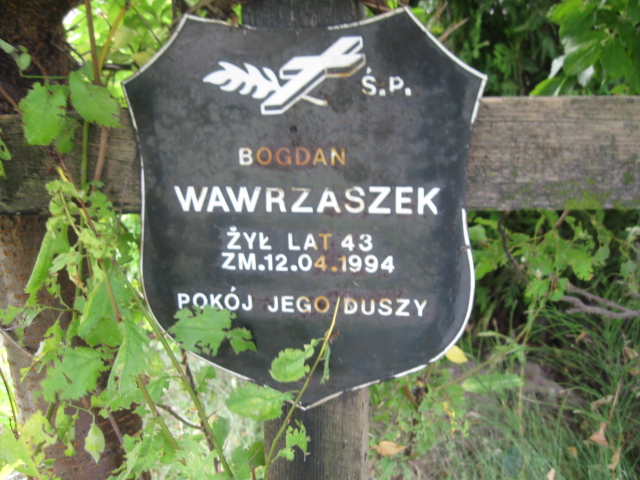 Ś.P.
BOGDAN
WAWRZASZEK
ŻYŁ LAT 43
ZM.12.04.1994
POKÓJ JEGO DUSZY